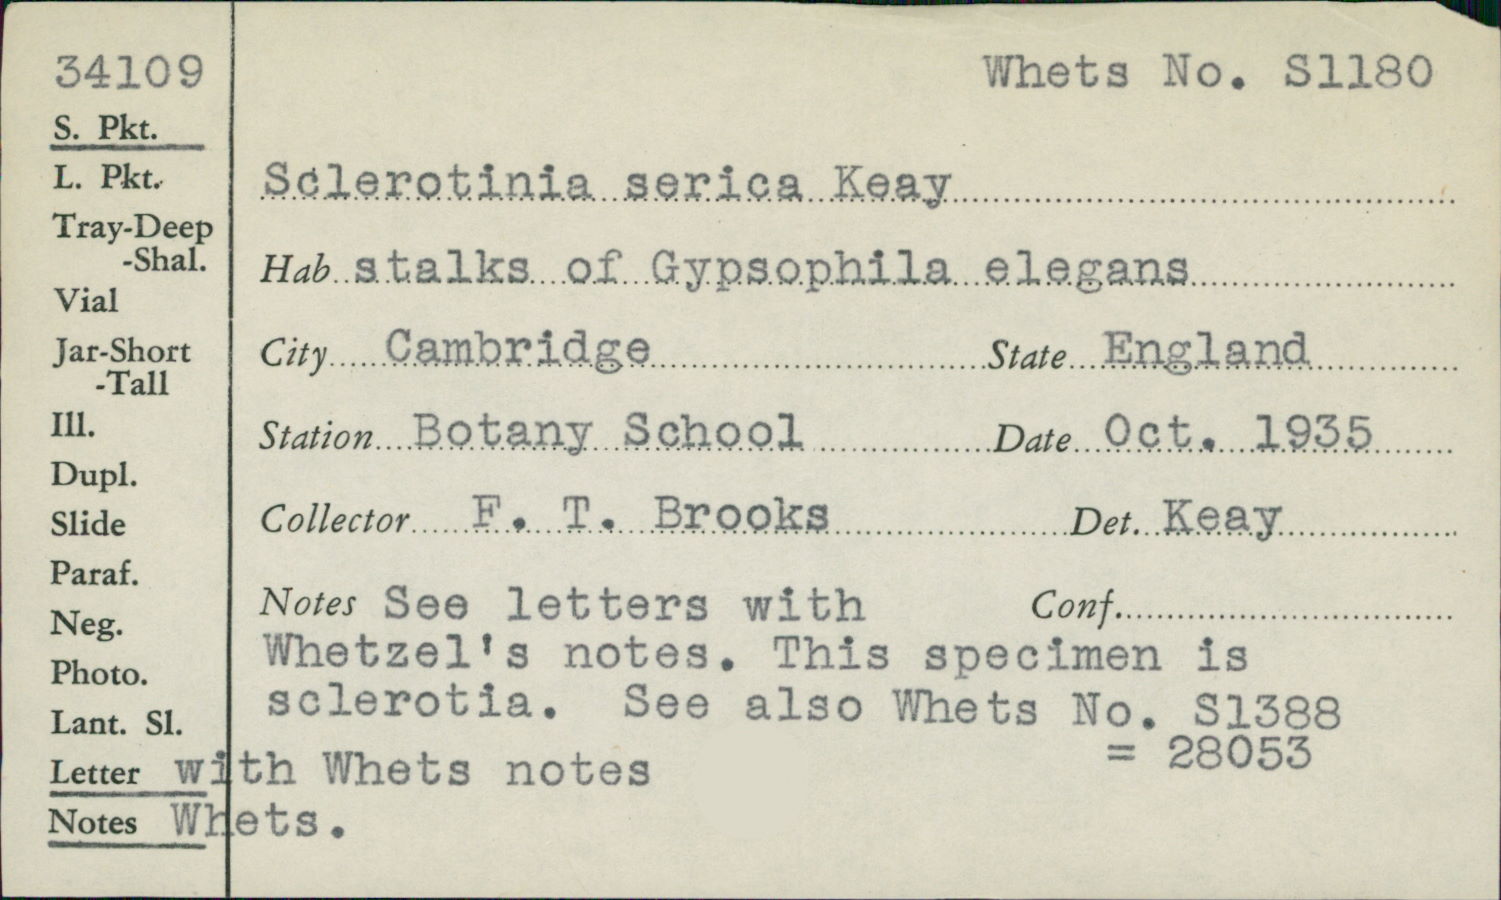 34109
Whets No. S1180
S. Pkt.
L. Pkt.
Sclerotinia serica Keay
Tray-Deep
-Shal.
Hab stalks of Gypsophila elegans
Vial
Jar-Short
-Tall
City Cambridge State England
Ill.
Station Botany School Date Oct. 1935
Dupl.
Slide
Collector F. T. Brooks Det. Keay
Paraf.
Neg.
Notes See letters with Conf.
Photo.
Whetzel's notes. This specimen is
Lant. Sl.
sclerotia. See also Whets No. S1388
= 28053
Letter with Whets notes
Notes Whets.